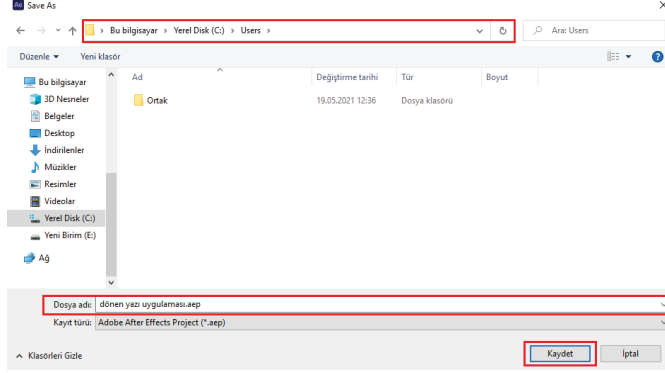 Ae Save As
Bu bilgisayar > Yerel Disk (C:) > Users >
Ara: Users
Düzenle Yeni klasör
Ad Değiştirme tarihi Tür Boyut
Ortak 19.05.2021 12:36 Dosya klasörü
Bu bilgisayar
3D Nesneler
Belgeler
Desktop
İndirilenler
Müzikler
Resimler
Videolar
Yerel Disk (C:)
Yeni Birim (E:)
Ağ
Dosya adı: dönen yazı uygulaması.aep
Kayıt türü: Adobe After Effects Project (*.aep)
Klasörleri Gizle Kaydet İptal